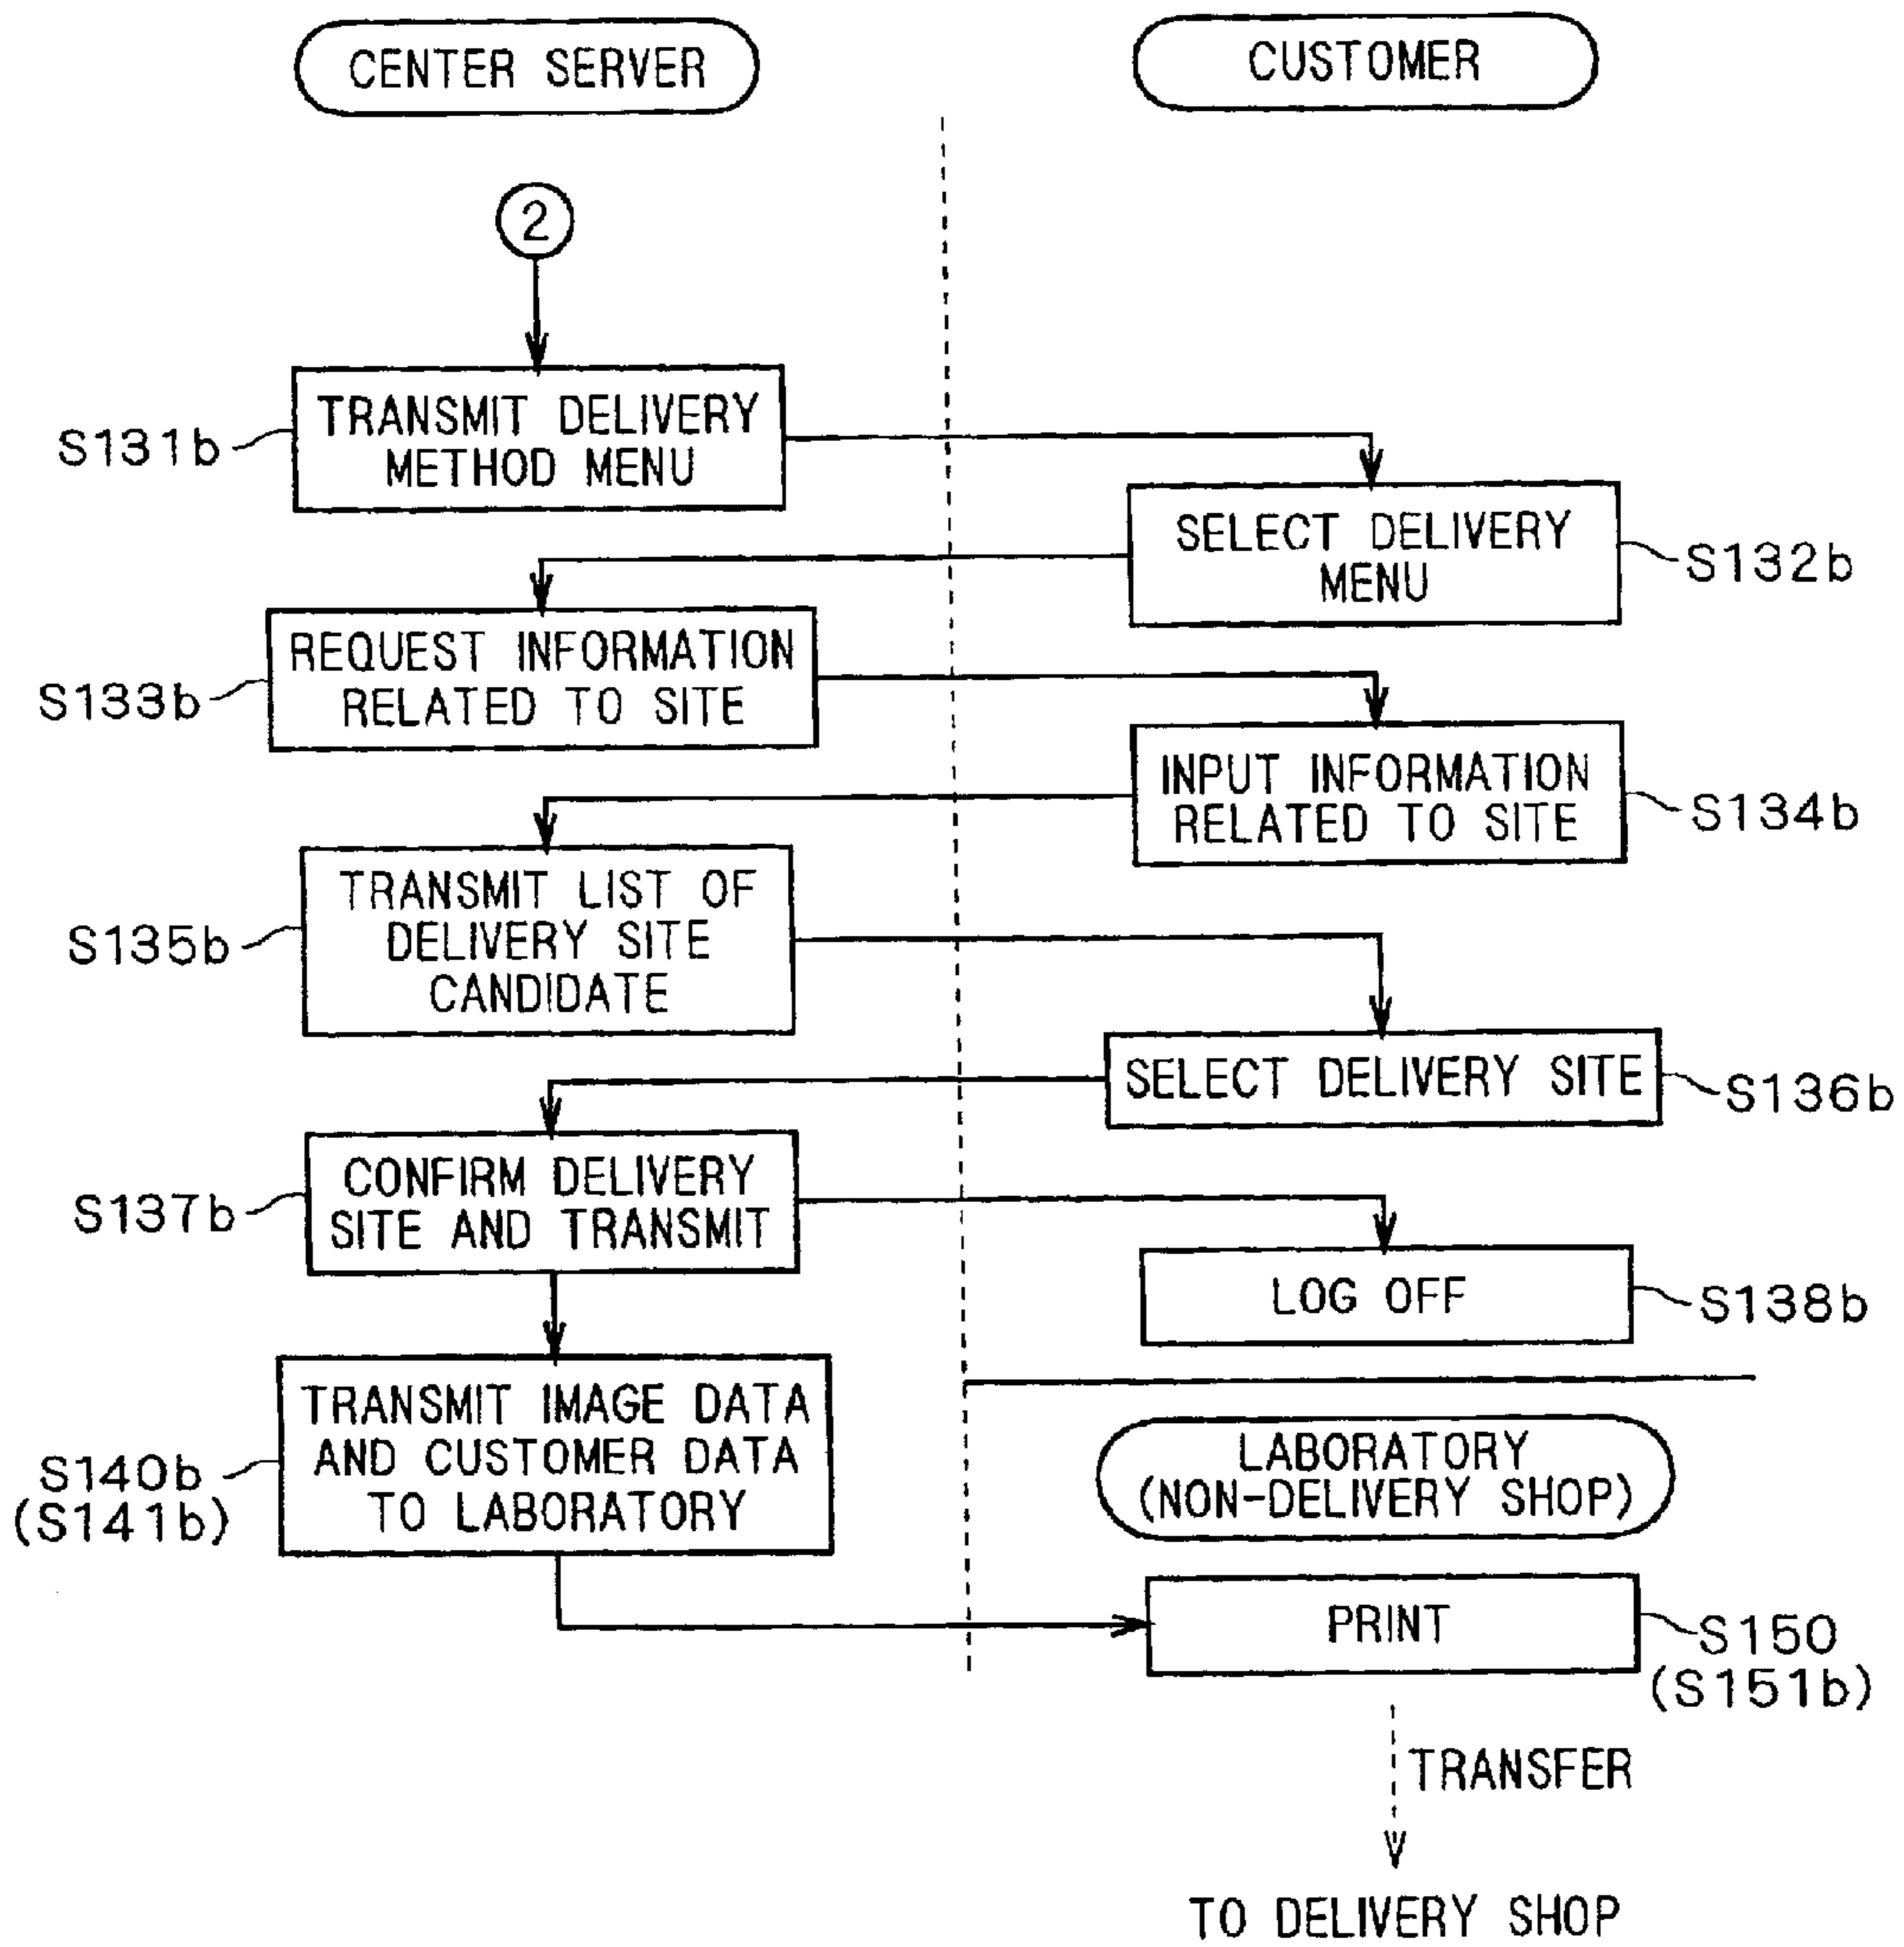 CENTER SERVER
CUSTOMER
2
TRANSMIT DELIVERY
METHOD MENU
S131b
SELECT DELIVERY
MENU
S132b
REQUEST INFORMATION
RELATED TO SITE
S133b
INPUT INFORMATION
RELATED TO SITE
S134b
TRANSMIT LIST OF
DELIVERY SITE
CANDIDATE
S135b
SELECT DELIVERY SITE
S136b
CONFIRM DELIVERY
SITE AND TRANSMIT
S137b
LOG OFF
S138b
TRANSMIT IMAGE DATA
AND CUSTOMER DATA
TO LABORATORY
S140b
(S141b)
LABORATORY
(NON-DELIVERY SHOP)
PRINT
S150
(S151b)
TRANSFER
TO DELIVERY SHOP